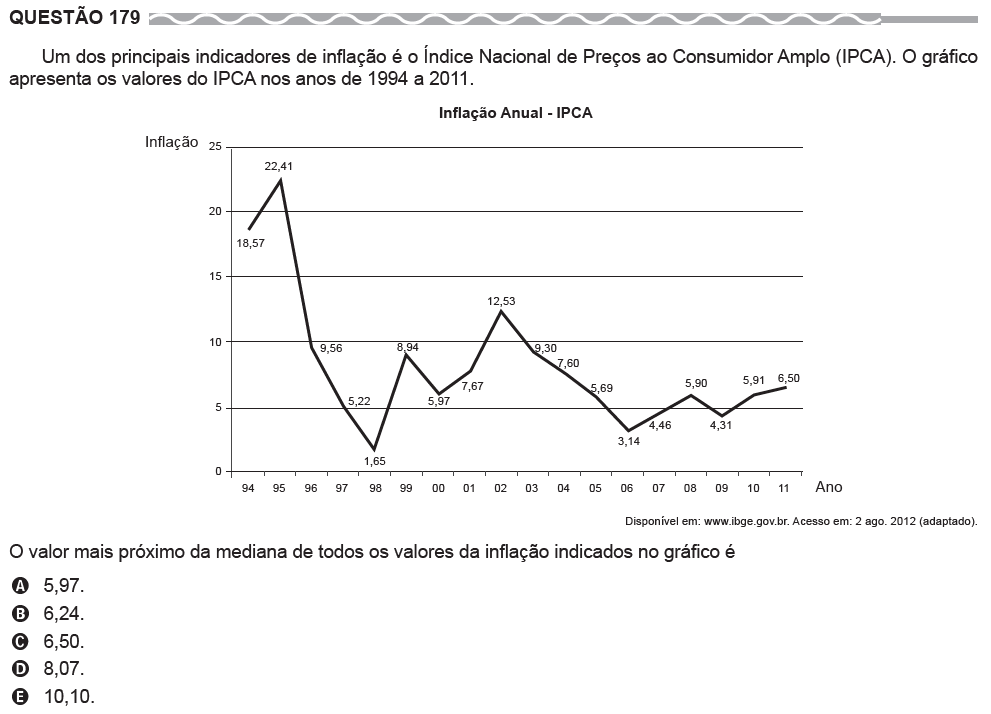 QUESTÃO 179
Um dos principais indicadores de inflação é o Índice Nacional de Preços ao Consumidor Amplo (IPCA). O gráfico
apresenta os valores do IPCA nos anos de 1994 a 2011.
Inflação Anual - IPCA
Inflação
25
22,41
20
18,57
15
12,53
10
9,56
8,94
9,30
7,60
7,67
5,97
5,22
5,69
5,90
5,91
6,50
5
4,46
4,31
3,14
1,65
0
94 95 96 97 98 99 00 01 02 03 04 05 06 07 08 09 10 11 Ano
Disponível em: www.ibge.gov.br. Acesso em: 2 ago. 2012 (adaptado).
O valor mais próximo da mediana de todos os valores da inflação indicados no gráfico é
A 5,97.
B 6,24.
C 6,50.
D 8,07.
E 10,10.